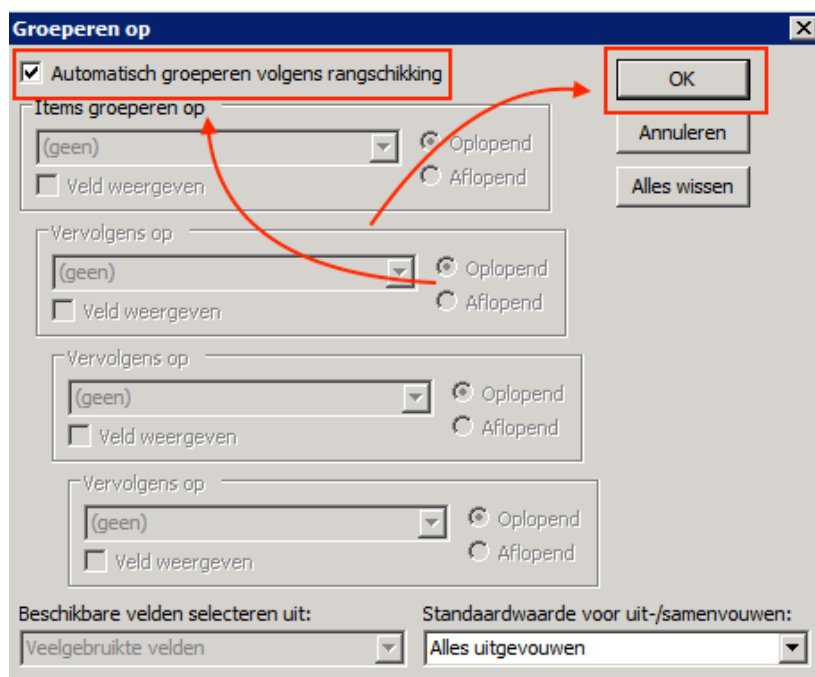 Groeperen op
Automatisch groeperen volgens rangschikking
OK
Items groeperen op
(geen)
Oplopend
Annuleren
Veld weergeven
Aflopend
Alles wissen
Vervolgens op
(geen)
Oplopend
Veld weergeven
Aflopend
Vervolgens op
(geen)
Oplopend
Veld weergeven
Aflopend
Vervolgens op
(geen)
Oplopend
Veld weergeven
Aflopend
Beschikbare velden selecteren uit:
Standaardwaarde voor uit-/samenvouwen:
Veelgebruikte velden
Alles uitgevouwen